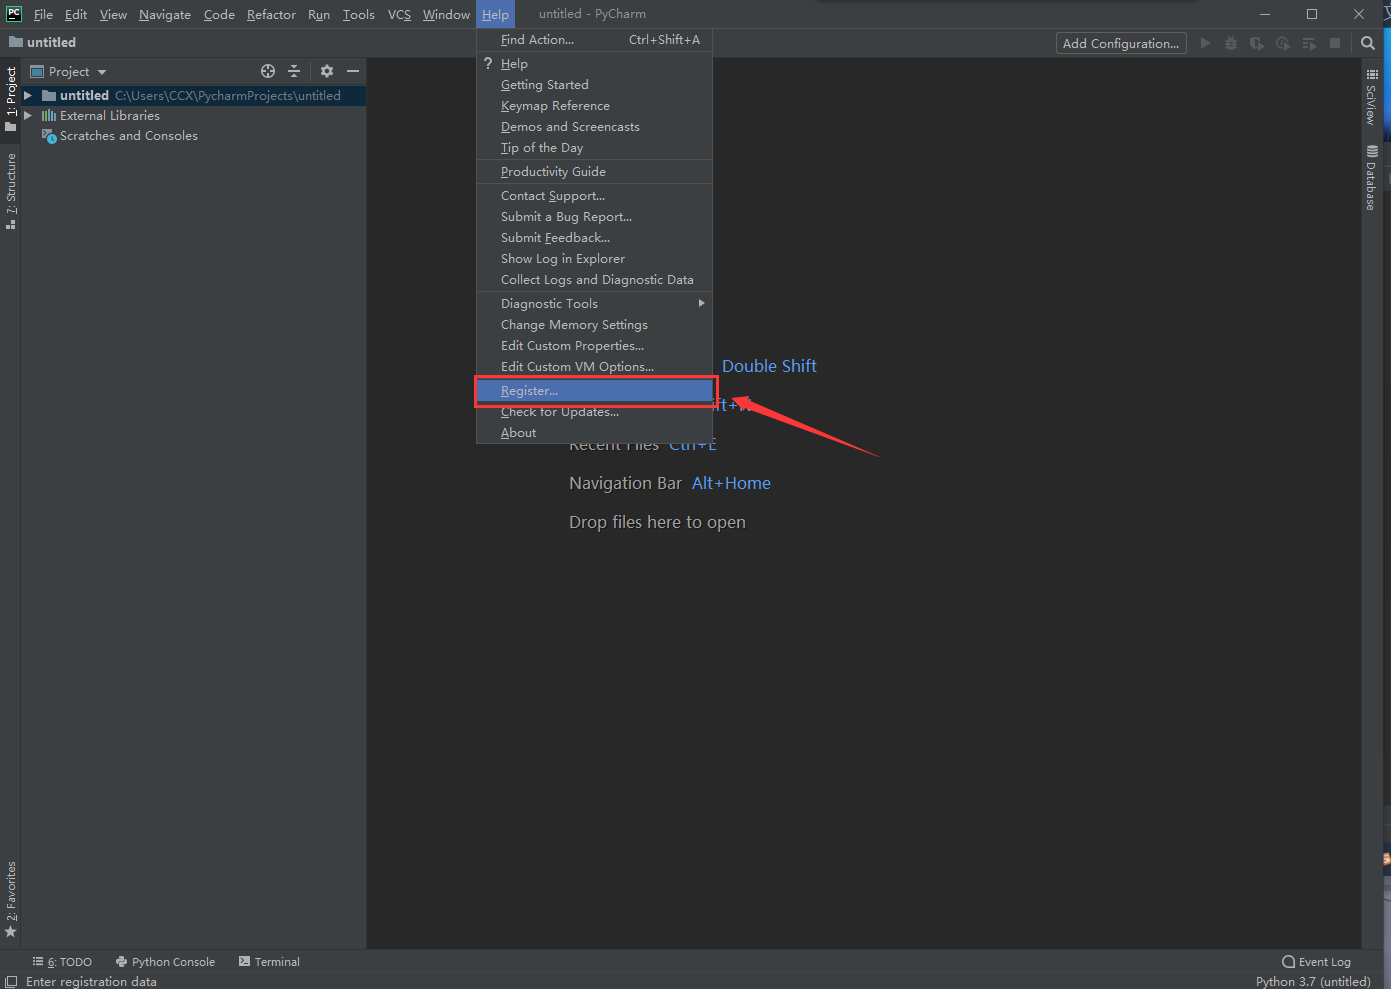 PC File Edit View Navigate Code Refactor Run Tools VCS Window Help untitled - PyCharm
untitled
Add Configuration...
Project
untitled C:\Users\CCX\PycharmProjects\untitled
External Libraries
Scratches and Consoles
1: Project
7: Structure
2: Favorites
Find Action... Ctrl+Shift+A
? Help
Getting Started
Keymap Reference
Demos and Screencasts
Tip of the Day
Productivity Guide
Contact Support...
Submit a Bug Report...
Submit Feedback...
Show Log in Explorer
Collect Logs and Diagnostic Data
Diagnostic Tools
Change Memory Settings
Edit Custom Properties...
Edit Custom VM Options...
Register...
Check for Updates...
About
Double Shift
Recent Files Ctrl+E
Navigation Bar Alt+Home
Drop files here to open
SciView
Database
6: TODO Python Console Terminal Event Log
Enter registration data Python 3.7 (untitled)